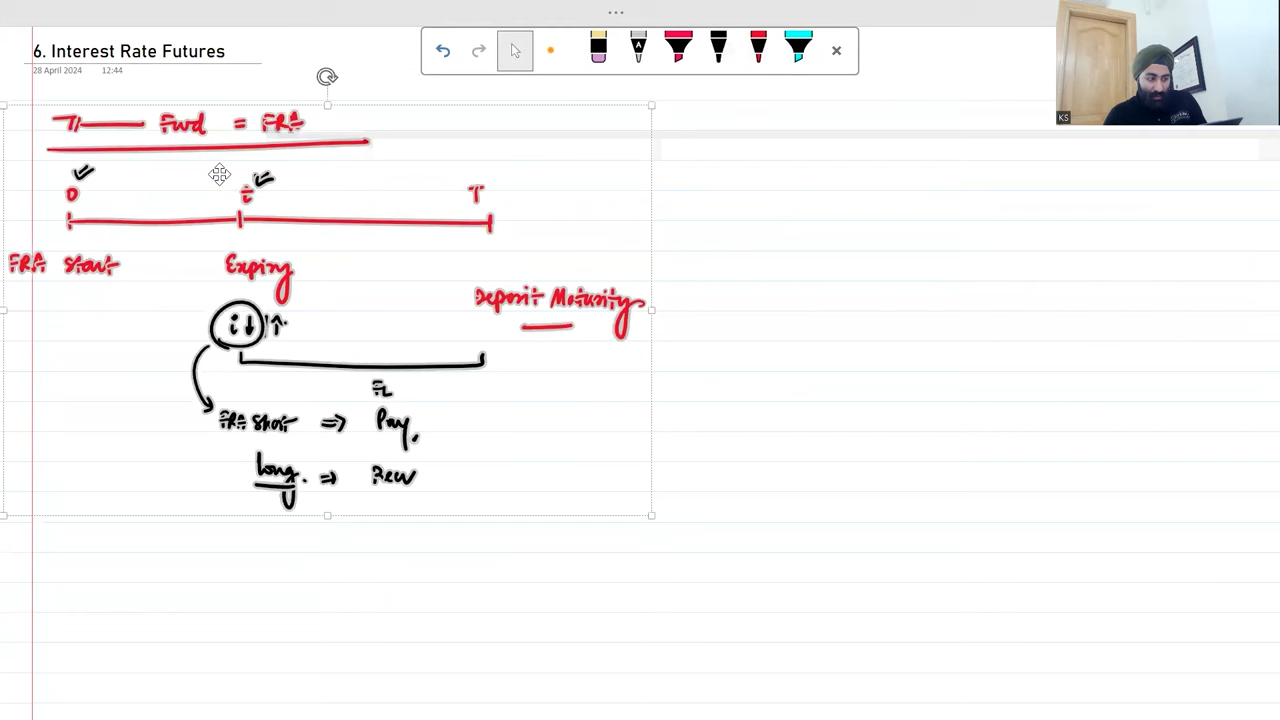 6. Interest Rate Futures
28 April 2024 12:44
Fwd = FRA
0 t T
FRA Start Expiry
Deposit Maturity
i↓ ↑
FRA Short ⇒ Pay,
Long. ⇒
KS